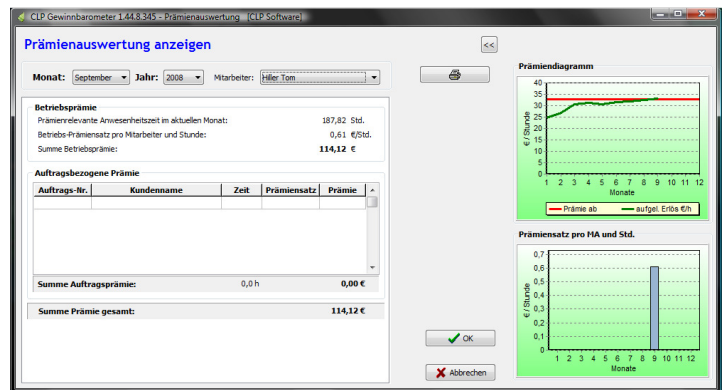 CLP Gewinnbarometer 1.44.8.345 - Prämienauswertung [CLP Software]
Prämienauswertung anzeigen
<<
Monat: September Jahr: 2008 Mitarbeiter: Hiller Tom
Betriebsprämie
Prämienrelevante Anwesenheitszeit im aktuellen Monat: 187,82 Std.
Betriebs-Prämiensatz pro Mitarbeiter und Stunde: 0,61 €/Std.
Summe Betriebsprämie: 114,12 €
Auftragsbezogene Prämie
Auftrags-Nr. Kundenname Zeit Prämiensatz Prämie
Summe Auftragsprämie: 0,0 h 0,00 €
Summe Prämie gesamt: 114,12 €
OK
Abbrechen
Prämiendiagramm
€ / Stunde
40
35
30
25
20
15
10
5
0
1 2 3 4 5 6 7 8 9 10 11 12
Monate
Prämie ab aufgel. Erlös €/h
Prämiensatz pro MA und Std.
€ / Stunde
0,7
0,6
0,5
0,4
0,3
0,2
0,1
0
1 2 3 4 5 6 7 8 9 10 11 12
Monate